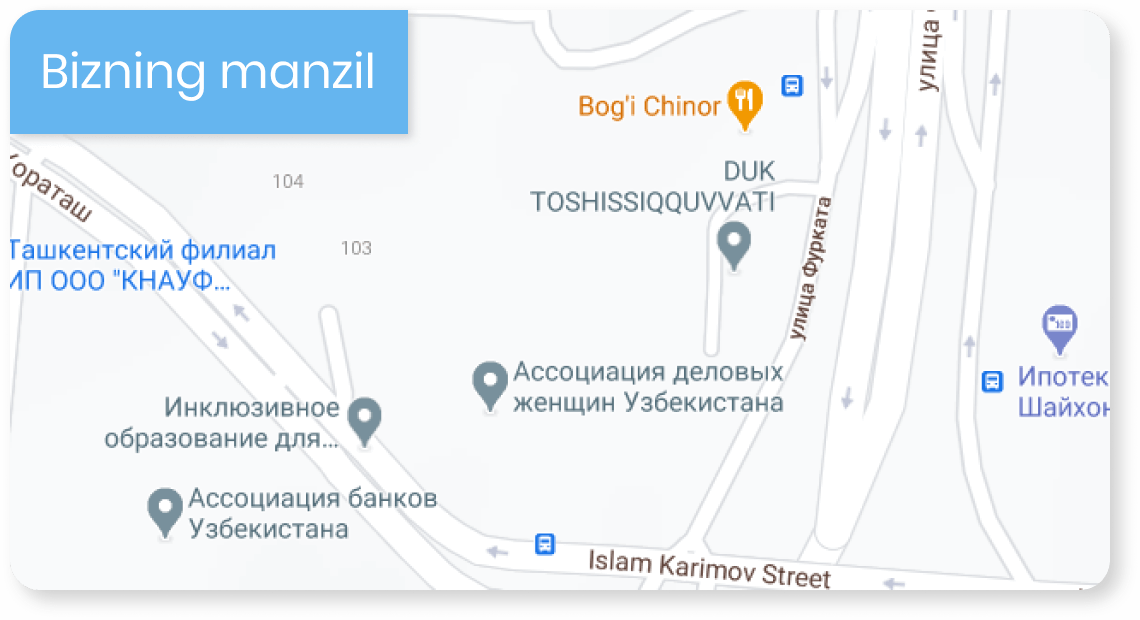 Bizning manzil
улица
Bog'i Chinor
DUK
TOSHISSIQQUVVATI
104
103
Ташкентский филиал
ИП ООО "КНАУФ...
улица Фурката
Ассоциация деловых
женщин Узбекистана
Ипотек
Шайхон
Инклюзивное
образование для...
Ассоциация банков
Узбекистана
Islam Karimov Street